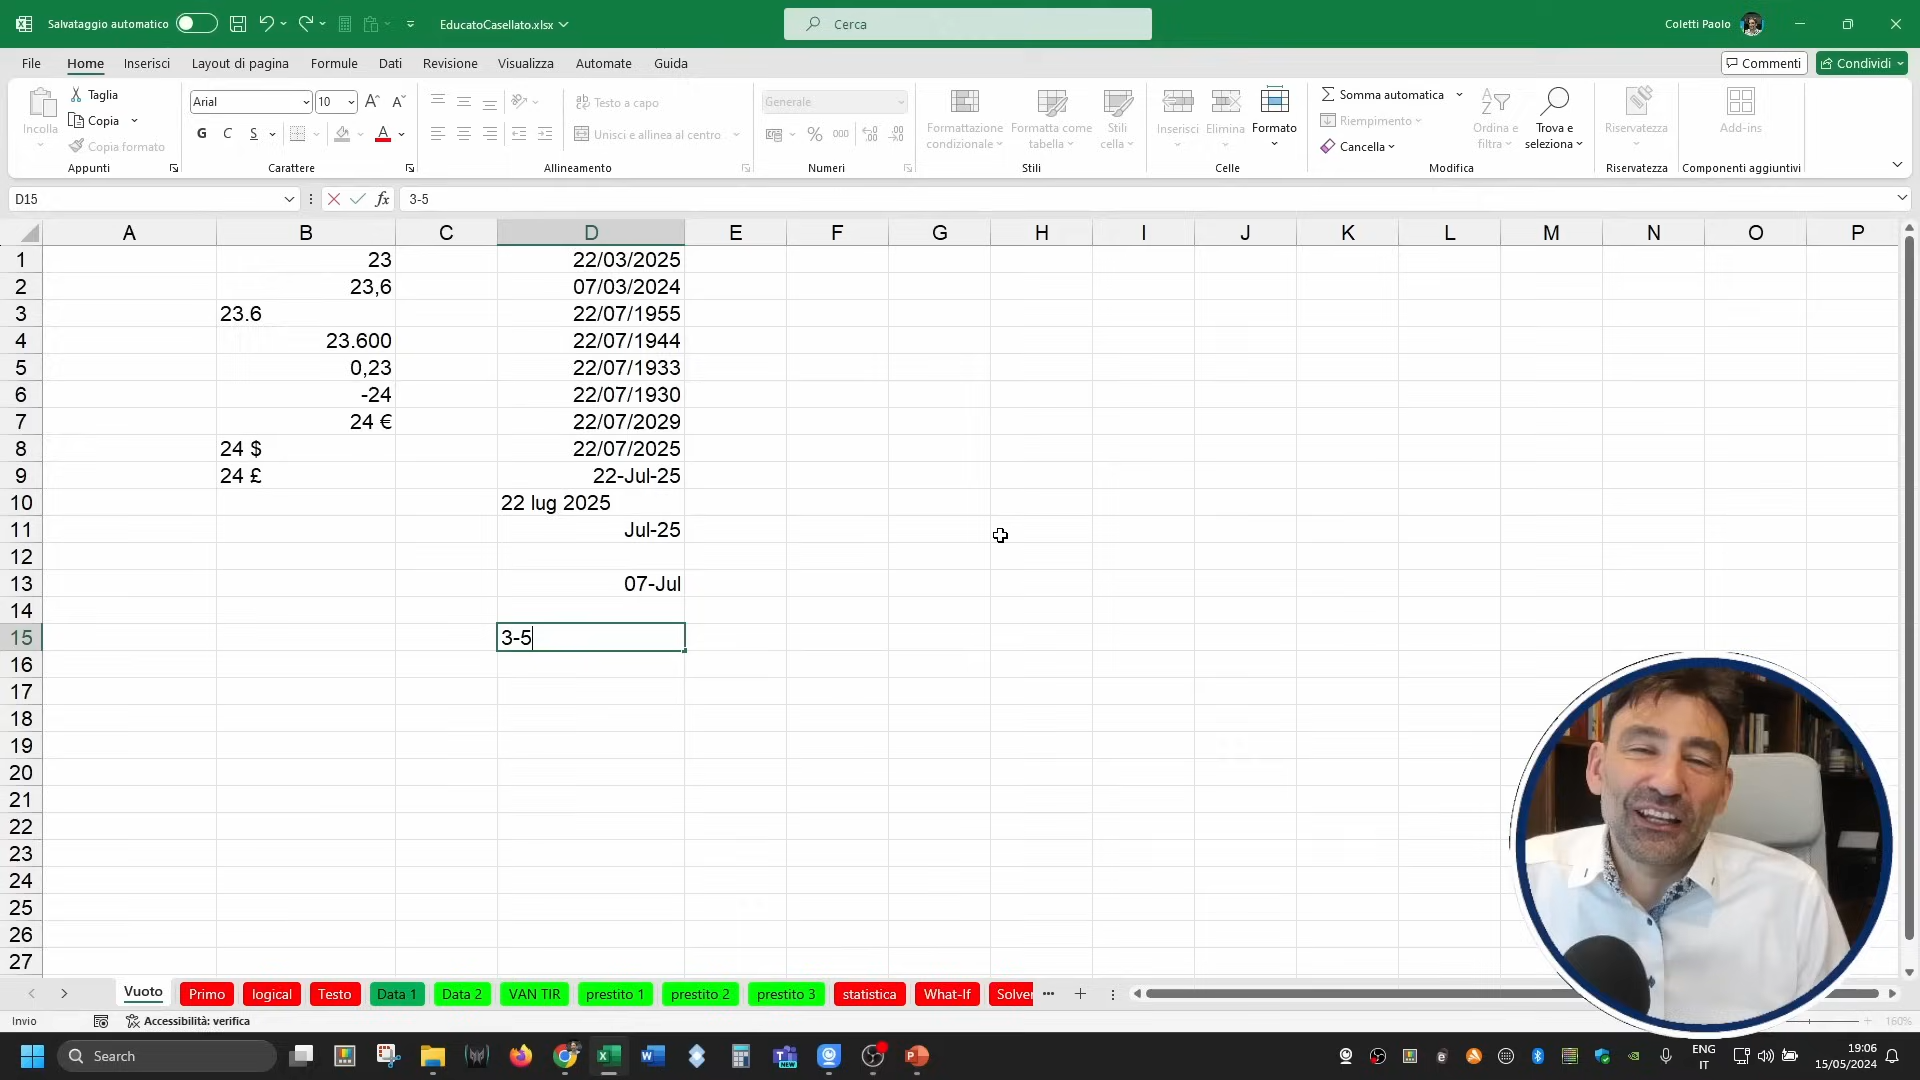 Salvataggio automatico
EducatoCasellato.xlsx
Cerca
Coletti Paolo
File
Home
Inserisci
Layout di pagina
Formule
Dati
Revisione
Visualizza
Automate
Guida
Commenti
Condividi
Incolla
Taglia
Copia
Copia formato
Appunti
Arial
10
G C S
Carattere
Testo a capo
Unisci e allinea al centro
Allineamento
Generale
% 000
Numeri
Formattazione condizionale
Formatta come tabella
Stili cella
Stili
Inserisci
Elimina
Formato
Celle
Somma automatica
Riempimento
Cancella
Ordina e filtra
Trova e seleziona
Modifica
Riservatezza
Riservatezza
Add-ins
Componenti aggiuntivi
D15
fx
3-5
A B C D E F G H I J K L M N O P
1 23 22/03/2025
2 23,6 07/03/2024
3 23.6 22/07/1955
4 23.600 22/07/1944
5 0,23 22/07/1933
6 -24 22/07/1930
7 24 € 22/07/2029
8 24 $ 22/07/2025
9 24 £ 22-Jul-25
10 22 lug 2025
11 Jul-25
12
13 07-Jul
14
15 3-5
16
17
18
19
20
21
22
23
24
25
26
27
Vuoto
Primo
logical
Testo
Data 1
Data 2
VAN TIR
prestito 1
prestito 2
prestito 3
statistica
What-If
Solver
Invio
Accessibilità: verifica
160%
Search
NEW
ENG
IT
19:06
15/05/2024